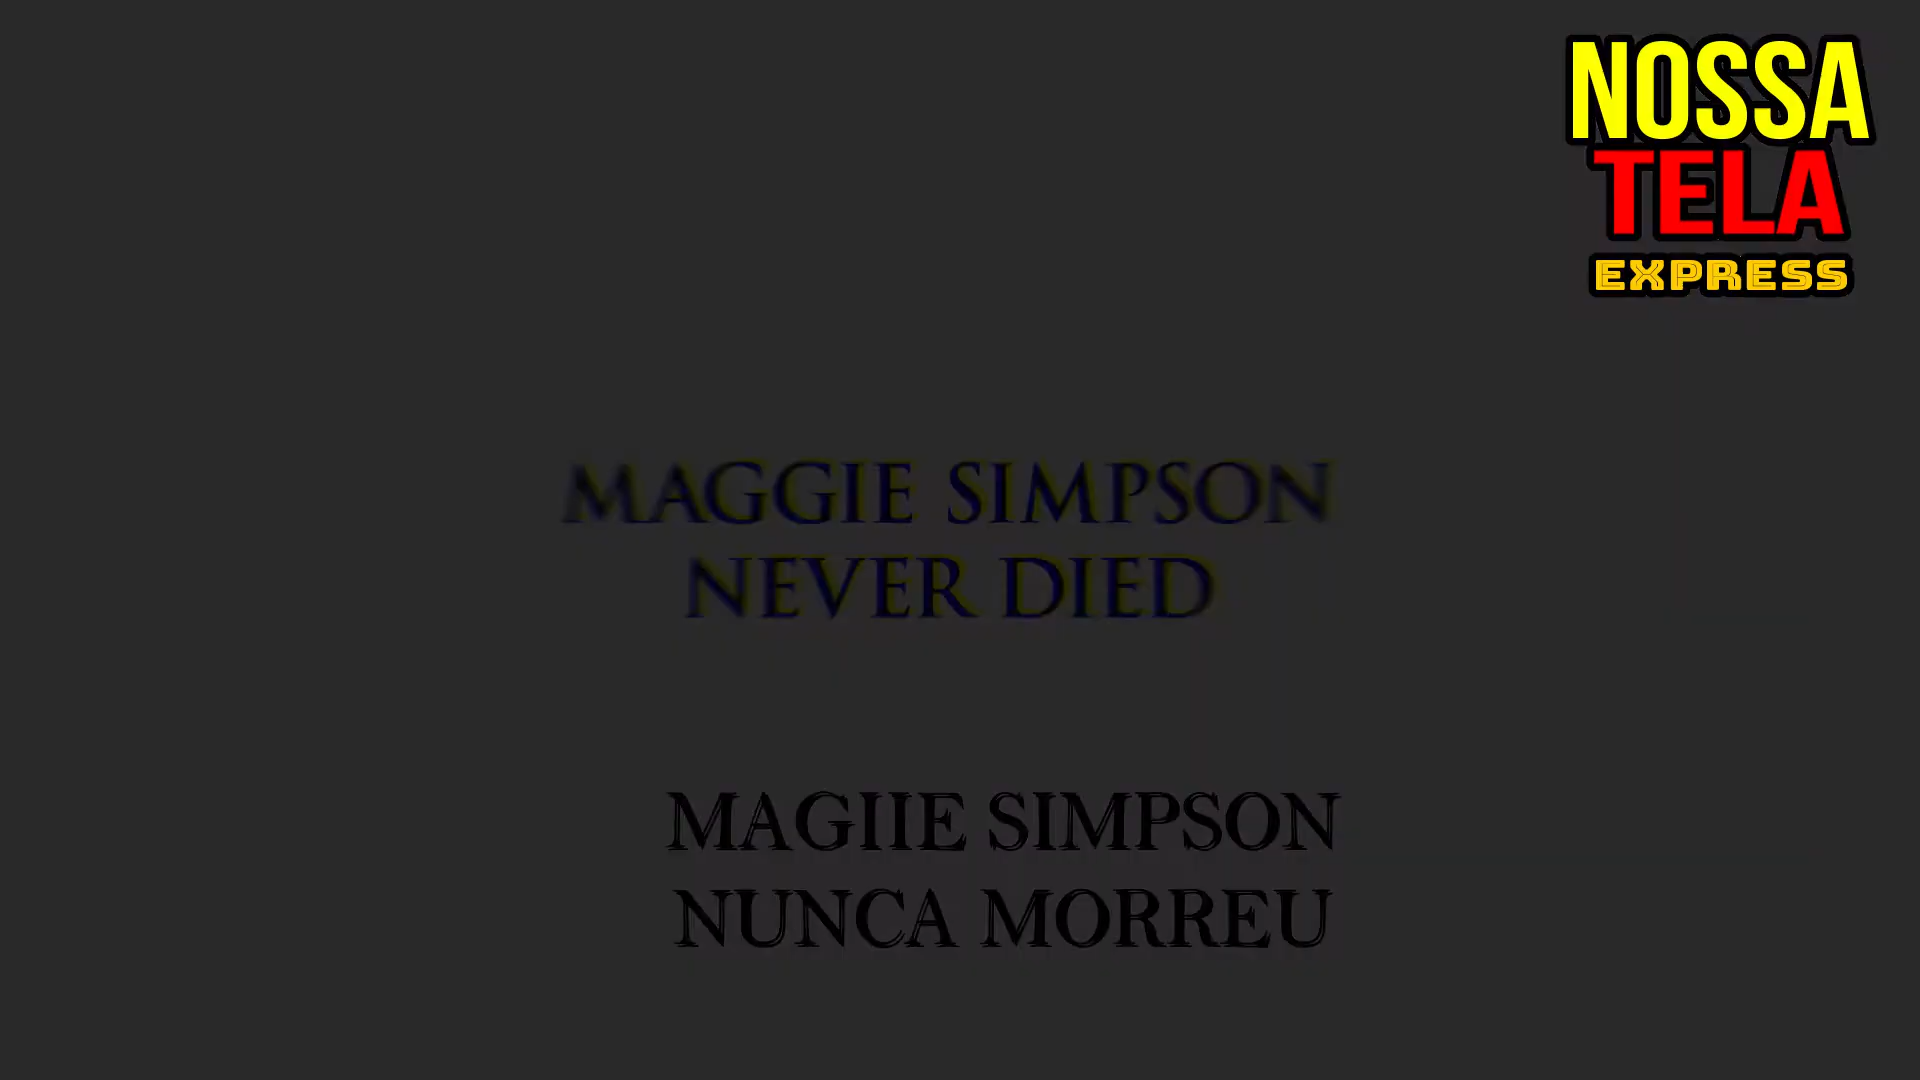 NOSSA
TELA
EXPRESS
MAGGIE SIMPSON
NEVER DIED
MAGIIE SIMPSON
NUNCA MORREU